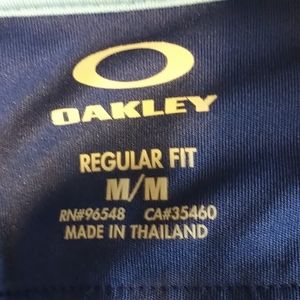 OAKLEY
REGULAR FIT
M/M
RN#96548 CA#35460
MADE IN THAILAND